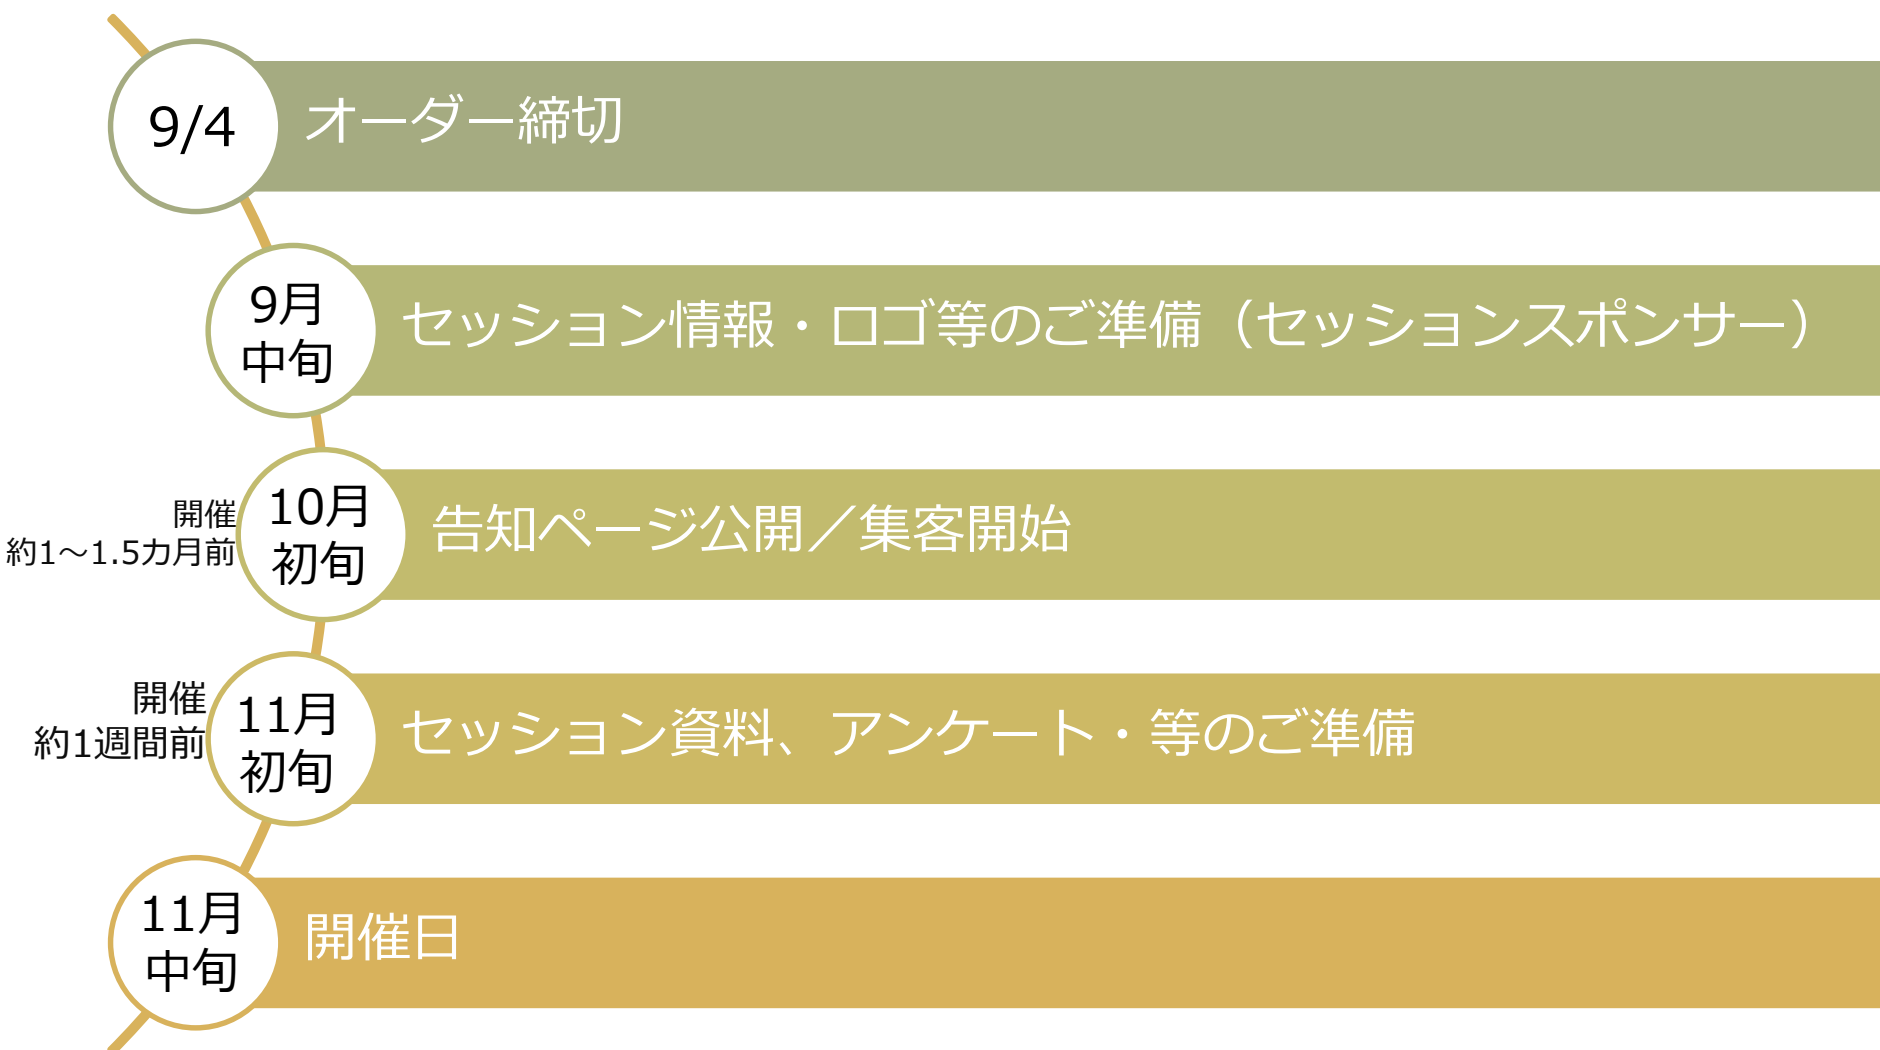 9/4
オーダー締切
9月
中旬
セッション情報・ロゴ等のご準備（セッションスポンサー）
開催
約1～1.5カ月前
10月
初旬
告知ページ公開／集客開始
開催
約1週間前
11月
初旬
セッション資料、アンケート・等のご準備
11月
中旬
開催日